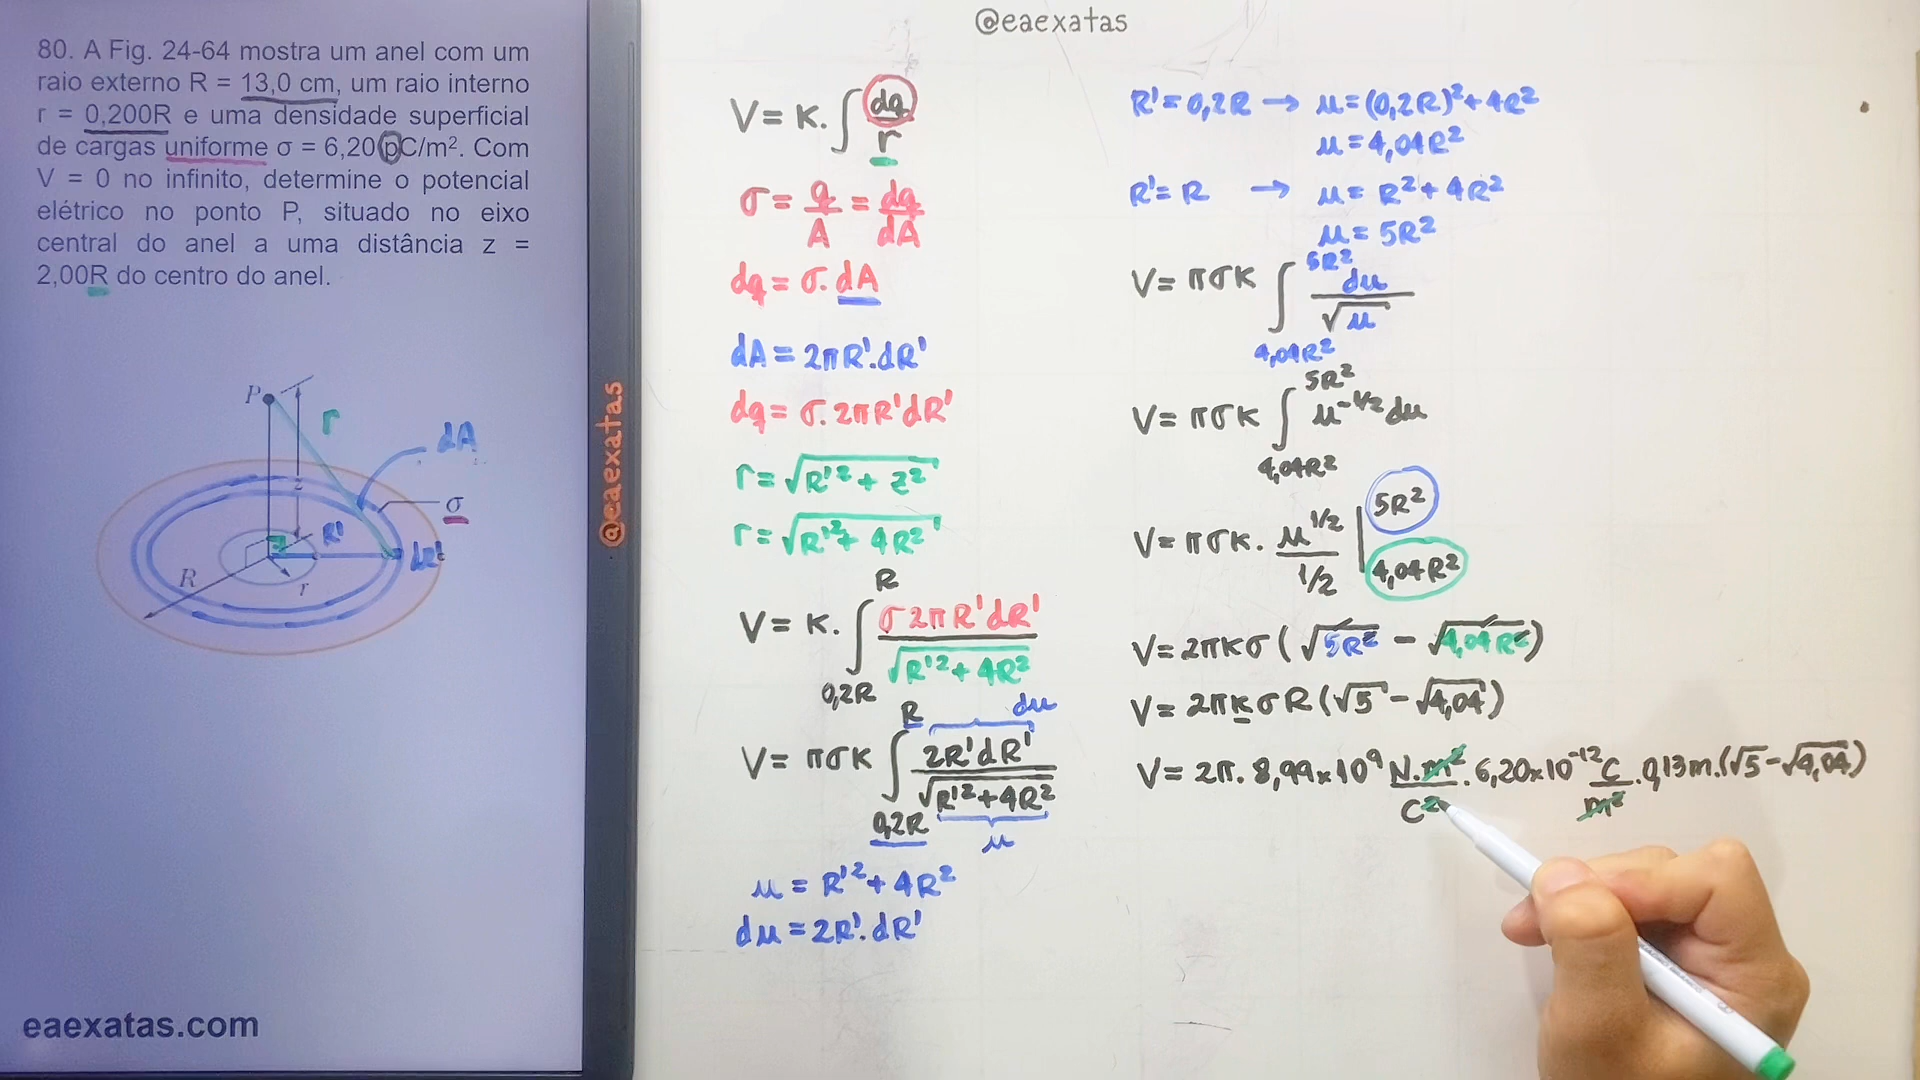 80. A Fig. 24-64 mostra um anel com um
raio externo R = 13,0 cm, um raio interno
r = 0,200R e uma densidade superficial
de cargas uniforme σ = 6,20 pC/m². Com
V = 0 no infinito, determine o potencial
elétrico no ponto P, situado no eixo
central do anel a uma distância z =
2,00R do centro do anel.
P
r
dA
z
σ
R'
dR'
R
r
eaexatas.com
@eaexatas
@eaexatas
V = K. ∫ dq/r
σ = q/A = dq/dA
dq = σ. dA
dA = 2πR'.dR'
dq = σ. 2πR'dR'
r = √(R'² + z²)
r = √(R'² + 4R²)
V = K. ∫_{0,2R}^{R} σ2πR'dR'/√(R'² + 4R²)
V = πσK ∫_{0,2R}^{R} 2R'dR'/√(R'² + 4R²)
du
u
u = R'² + 4R²
du = 2R'. dR'
R' = 0,2R → u = (0,2R)² + 4R²
u = 4,04R²
R' = R → u = R² + 4R²
u = 5R²
V = πσK ∫_{4,04R²}^{5R²} du/√u
V = πσK ∫_{4,04R²}^{5R²} u^{-1/2} du
V = πσK. u^{1/2}/1/2 |_{4,04R²}^{5R²}
V = 2πKσ (√5R² - √4,04R²)
V = 2πKσR (√5 - √4,04)
V = 2π. 8,99x10⁹ N.m²/C² . 6,20x10⁻¹² C/m² . 0,13m.(√5 - √4,04)